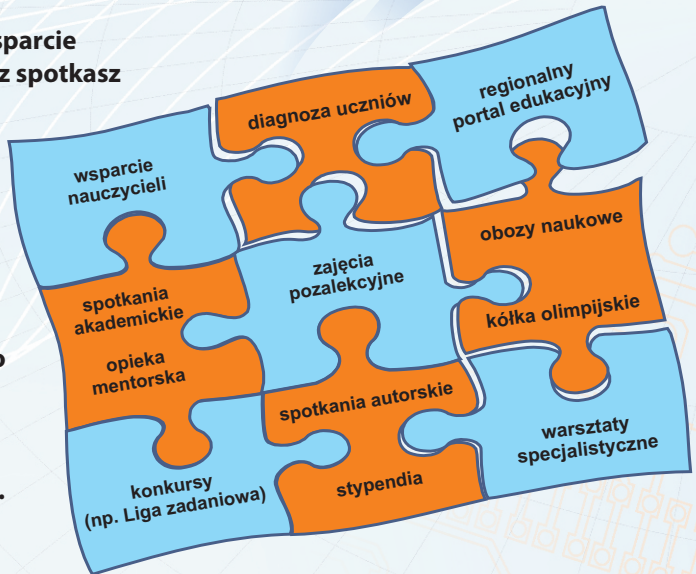 sparcie
z spotkasz
diagnoza uczniów
regionalny
portal edukacyjny
wsparcie
nauczycieli
zajęcia
pozalekcyjne
obozy naukowe
kółka olimpijskie
spotkania
akademickie
opieka
mentorska
spotkania autorskie
stypendia
warsztaty
specjalistyczne
konkursy
(np. Liga zadaniowa)